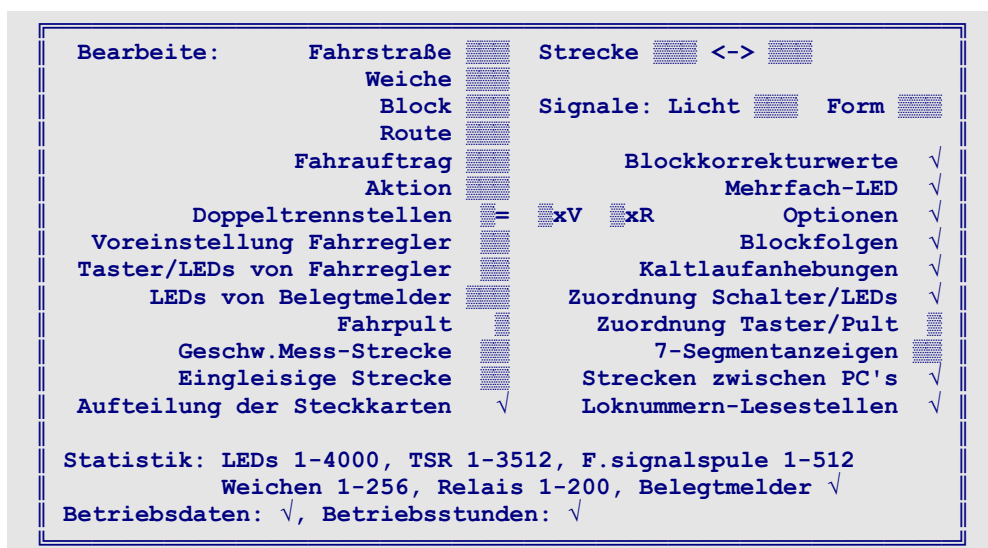 Bearbeite: Fahrstraße ▒▒▒ Strecke ▒▒▒ <-> ▒▒▒
Weiche ▒▒▒
Block ▒▒▒ Signale: Licht ▒▒▒ Form ▒▒▒
Route ▒▒▒
Fahrauftrag ▒▒▒ Blockkorrekturwerte √
Aktion ▒▒▒ Mehrfach-LED √
Doppeltrennstellen ▒= ▒xV ▒xR Optionen √
Voreinstellung Fahrregler ▒▒ Blockfolgen √
Taster/LEDs von Fahrregler ▒▒ Kaltlaufanhebungen √
LEDs von Belegtmelder ▒▒▒ Zuordnung Schalter/LEDs √
Fahrpult ▒ Zuordnung Taster/Pult ▒
Geschw.Mess-Strecke ▒▒ 7-Segmentanzeigen ▒▒
Eingleisige Strecke ▒▒ Strecken zwischen PC's √
Aufteilung der Steckkarten √ Loknummern-Lesestellen √
Statistik: LEDs 1-4000, TSR 1-3512, F.signalspule 1-512
Weichen 1-256, Relais 1-200, Belegtmelder √
Betriebsdaten: √, Betriebsstunden: √